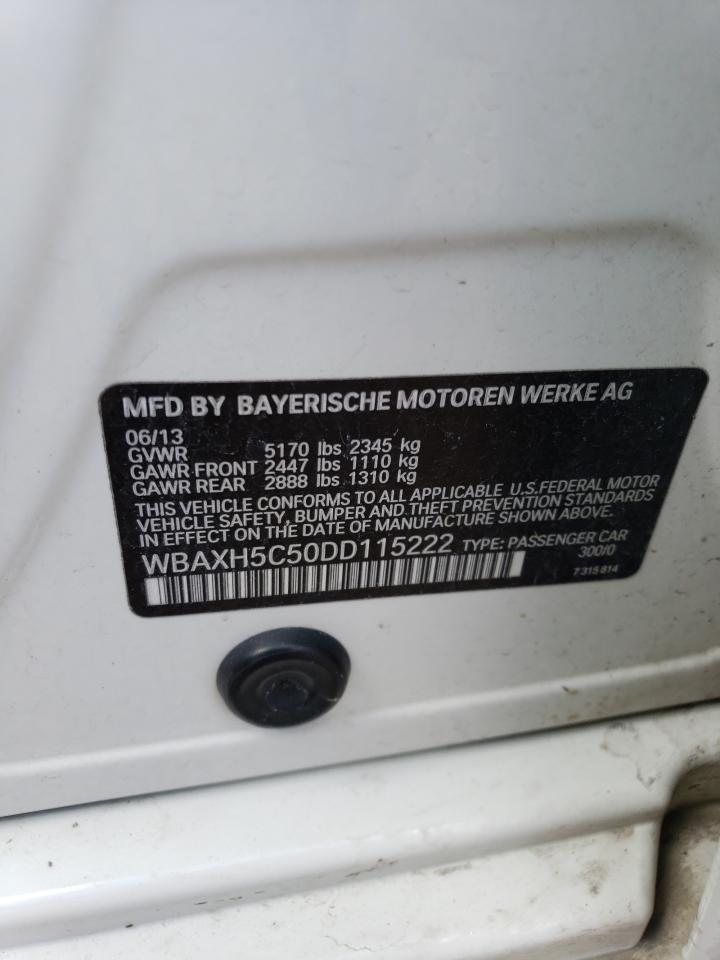 MFD BY BAYERISCHE MOTOREN WERKE AG
06/13
GVWR 5170 lbs 2345 kg
GAWR FRONT 2447 lbs 1110 kg
GAWR REAR 2888 lbs 1310 kg
THIS VEHICLE CONFORMS TO ALL APPLICABLE U.S.FEDERAL MOTOR
VEHICLE SAFETY, BUMPER AND THEFT PREVENTION STANDARDS
IN EFFECT ON THE DATE OF MANUFACTURE SHOWN ABOVE.
WBAXH5C50DD115222 TYPE: PASSENGER CAR
300/0
7 315 814